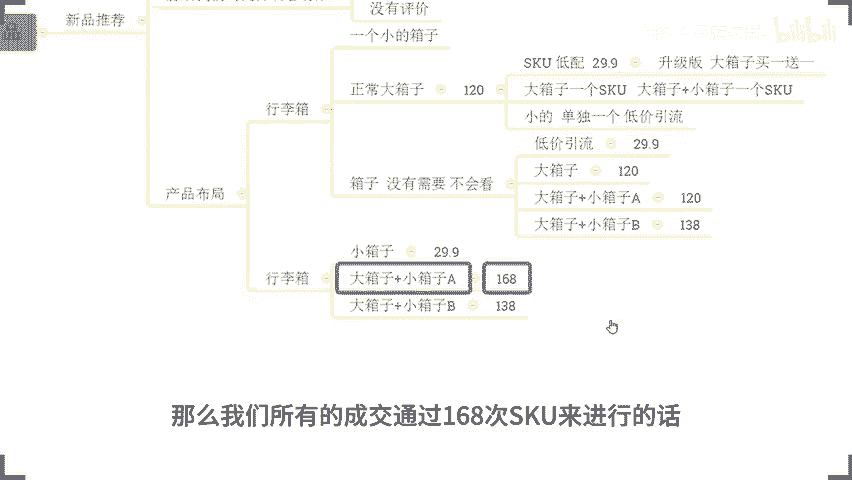 新品推荐
没有评价
一个小的箱子
SKU 低配 29.9 升级版 大箱子买一送一
正常大箱子 120
大箱子一个SKU 大箱子+小箱子一个SKU
行李箱
小的 单独一个 低价引流
低价引流 29.9
大箱子 120
箱子 没有需要 不会看
产品布局
大箱子+小箱子A 120
大箱子+小箱子B 138
小箱子 29.9
行李箱
大箱子+小箱子A 168
大箱子+小箱子B 138
那么我们所有的成交通过168次SKU来进行的话
bilibili